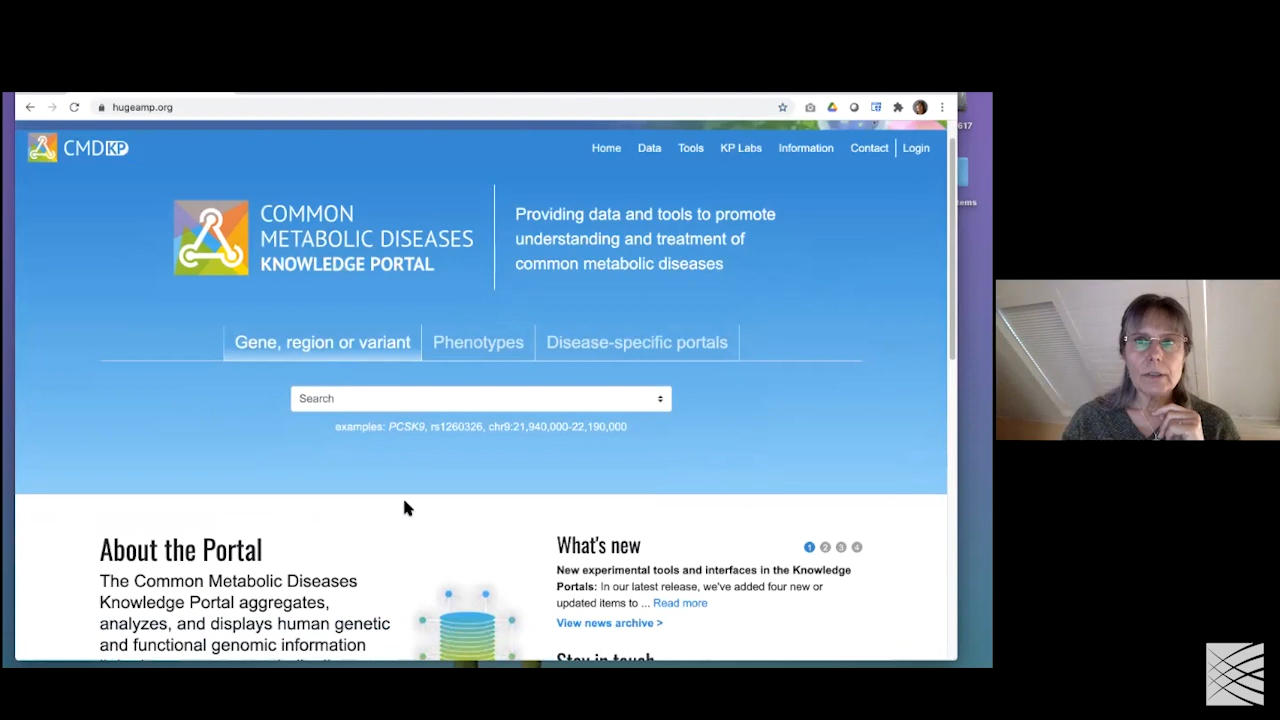 hugeamp.org
617
CMDKP
Home Data Tools KP Labs Information Contact Login
tems
COMMON
METABOLIC DISEASES
KNOWLEDGE PORTAL
Providing data and tools to promote
understanding and treatment of
common metabolic diseases
Gene, region or variant Phenotypes Disease-specific portals
Search
examples: PCSK9, rs1260326, chr9:21,940,000-22,190,000
About the Portal
The Common Metabolic Diseases
Knowledge Portal aggregates,
analyzes, and displays human genetic
and functional genomic information
What's new
1 2 3 4
New experimental tools and interfaces in the Knowledge
Portals: In our latest release, we've added four new or
updated items to ... Read more
View news archive >
Stay in touch